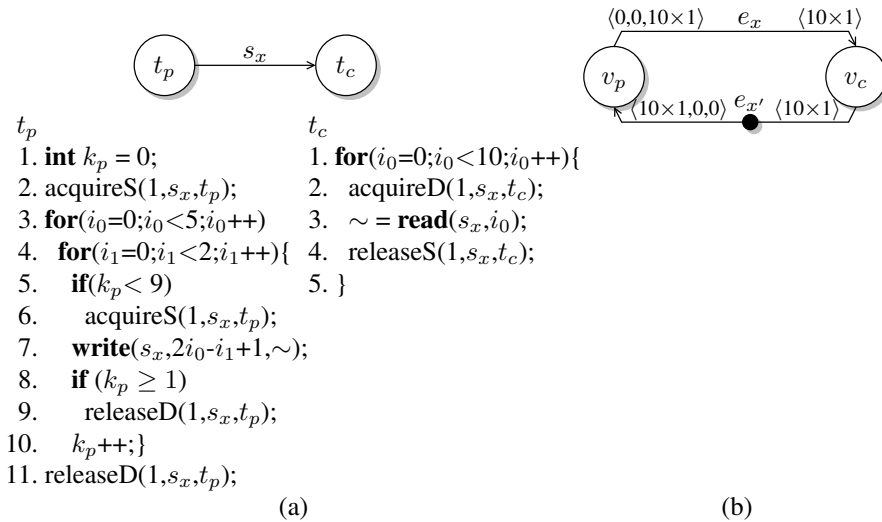 ⟨0,0,10×1⟩ e_x ⟨10×1⟩
t_p s_x t_c
v_p v_c
⟨10×1,0,0⟩ e_{x'} ⟨10×1⟩
t_p
1. int k_p = 0;
2. acquireS(1,s_x,t_p);
3. for(i_0=0;i_0<5;i_0++)
4. for(i_1=0;i_1<2;i_1++){
5. if(k_p< 9)
6. acquireS(1,s_x,t_p);
7. write(s_x,2i_0-i_1+1,∼);
8. if (k_p ≥ 1)
9. releaseD(1,s_x,t_p);
10. k_p++;}
11. releaseD(1,s_x,t_p);
t_c
1. for(i_0=0;i_0<10;i_0++){
2. acquireD(1,s_x,t_c);
3. ∼ = read(s_x,i_0);
4. releaseS(1,s_x,t_c);
5. }
(a)
(b)